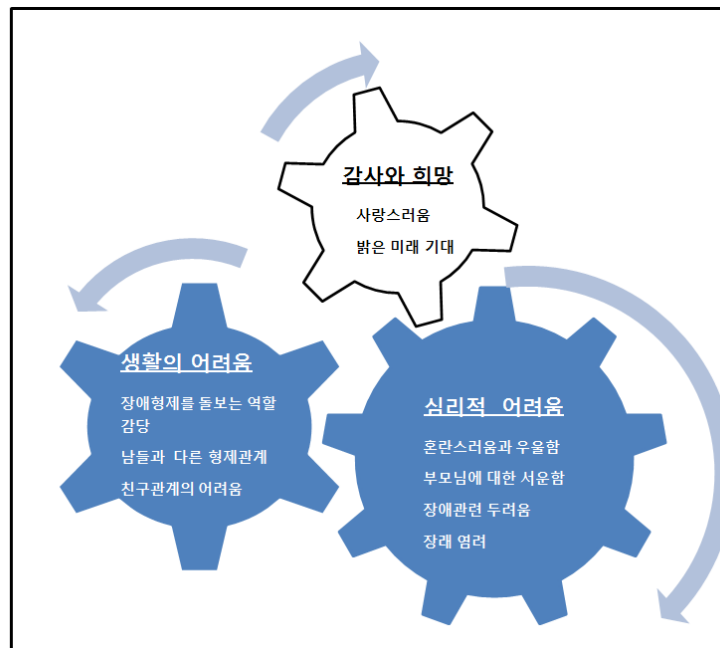 감사와 희망
사랑스러움
밝은 미래 기대
생활의 어려움
장애형제를 돌보는 역할
감당
남들과 다른 형제관계
친구관계의 어려움
심리적 어려움
혼란스러움과 우울함
부모님에 대한 서운함
장애관련 두려움
장래 염려